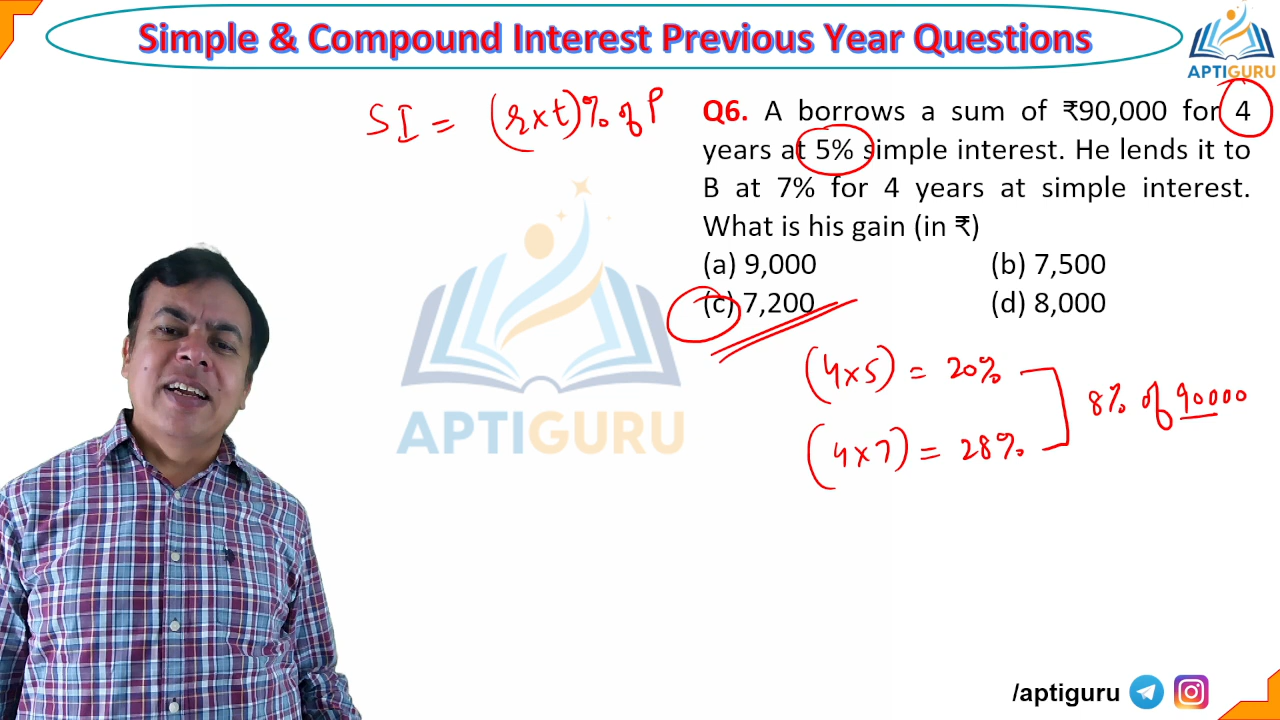 Simple & Compound Interest Previous Year Questions
APTIGURU
SI = (r×t)% of P
Q6. A borrows a sum of ₹90,000 for 4
years at 5% simple interest. He lends it to
B at 7% for 4 years at simple interest.
What is his gain (in ₹)
(a) 9,000 (b) 7,500
(c) 7,200 (d) 8,000
(4×5) = 20%
8% of 90000
(4×7) = 28%
APTIGURU
/aptiguru